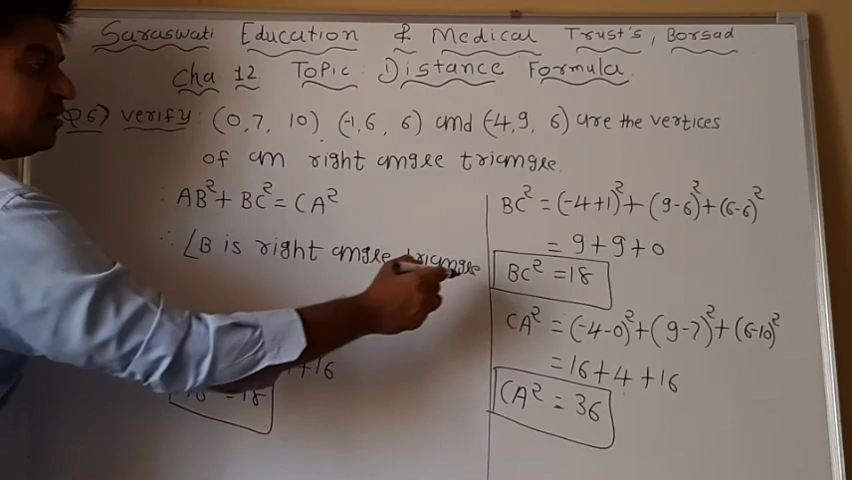 Saraswati Education & Medical Trust's, Borsad
Cha 12 Topic: Distance Formula
Q6) verify: (0,7, 10) (-1,6, 6) and (-4,9, 6) are the vertices
of an right anglee triangle.
AB² + BC² = CA²
∴ ∠B is right anglee triangle
+16
= 18
BC² = (-4+1)² + (9-6)² + (6-6)²
= 9+9+0
BC² = 18
CA² = (-4-0)² + (9-7)² + (6-10)²
= 16+4+16
CA² = 36